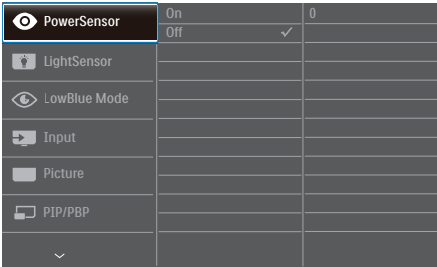 PowerSensor
On
0
Off
LightSensor
LowBlue Mode
Input
Picture
PIP/PBP